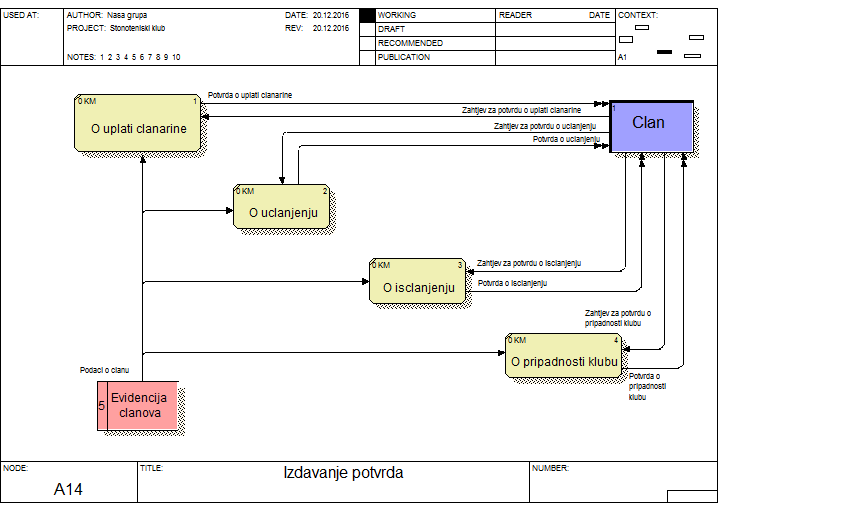 USED AT:
AUTHOR: Nasa grupa
DATE: 20.12.2016
WORKING
READER
DATE
CONTEXT:
PROJECT: Stonoteniski klub
REV: 20.12.2016
DRAFT
RECOMMENDED
NOTES: 1 2 3 4 5 6 7 8 9 10
PUBLICATION
A1
Potvrda o uplati clanarine
0 KM
1
O uplati clanarine
Zahtjev za potvrdu o uplati clanarine
1
Clan
Zahtjev za potvrdu o uclanjenju
Potvrda o uclanjenju
0 KM
2
O uclanjenju
0 KM
3
O isclanjenju
Zahtjev za potvrdu o isclanjenju
Potvrda o isclanjenju
Zahtjev za potvrdu o
pripadnosti klubu
0 KM
4
O pripadnosti klubu
Potvrda o
pripadnosti
klubu
Podaci o clanu
5
Evidencija
clanova
NODE:
A14
TITLE:
Izdavanje potvrda
NUMBER: